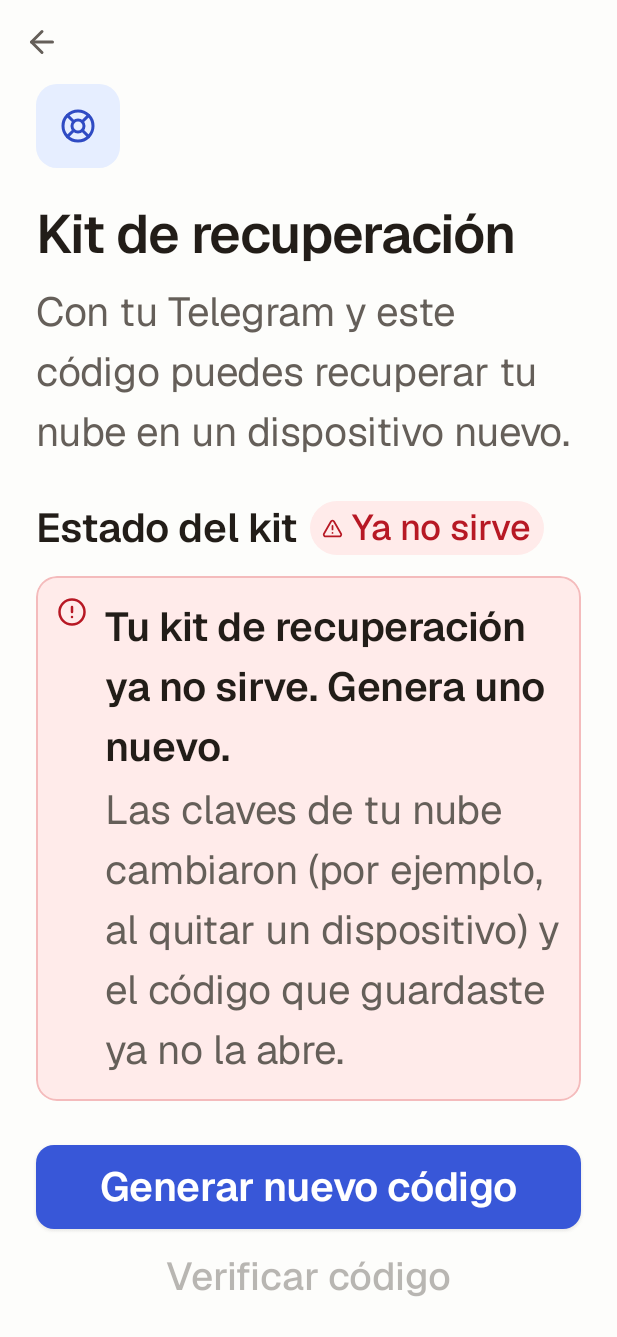 Kit de recuperación
Con tu Telegram y este
código puedes recuperar tu
nube en un dispositivo nuevo.
Estado del kit
Ya no sirve
Tu kit de recuperación
ya no sirve. Genera uno
nuevo.
Las claves de tu nube
cambiaron (por ejemplo,
al quitar un dispositivo) y
el código que guardaste
ya no la abre.
Generar nuevo código
Verificar código